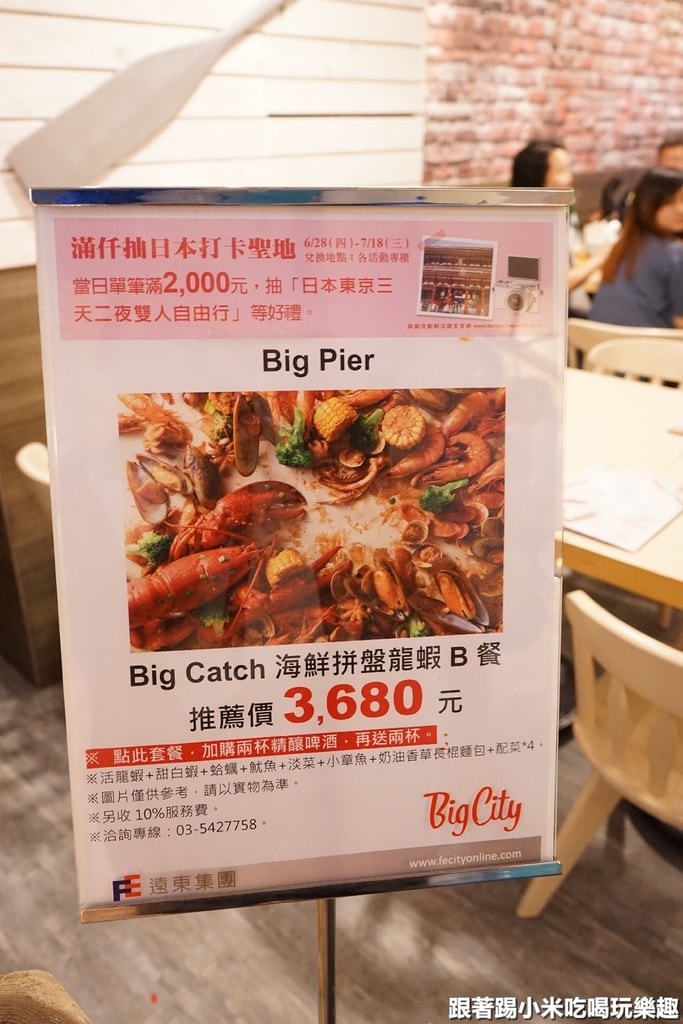 滿仟抽日本打卡聖地 6/28(四)-7/18(三)
兌換地點：各活動專櫃
當日單筆滿2,000元，抽「日本東京三
天二夜雙人自由行」等好禮。
Big Pier
Big Catch 海鮮拼盤龍蝦 B 餐
推薦價 3,680 元
※ 點此套餐，加購兩杯精釀啤酒，再送兩杯。
※活龍蝦+甜白蝦+蛤蠣+魷魚+淡菜+小章魚+奶油香草長棍麵包+配菜*4。
※圖片僅供參考，請以實物為準。
※另收 10%服務費。
※洽詢專線：03-5427758。
Big City
www.fecityonline.com
FE 遠東集團
跟著踢小米吃喝玩樂趣